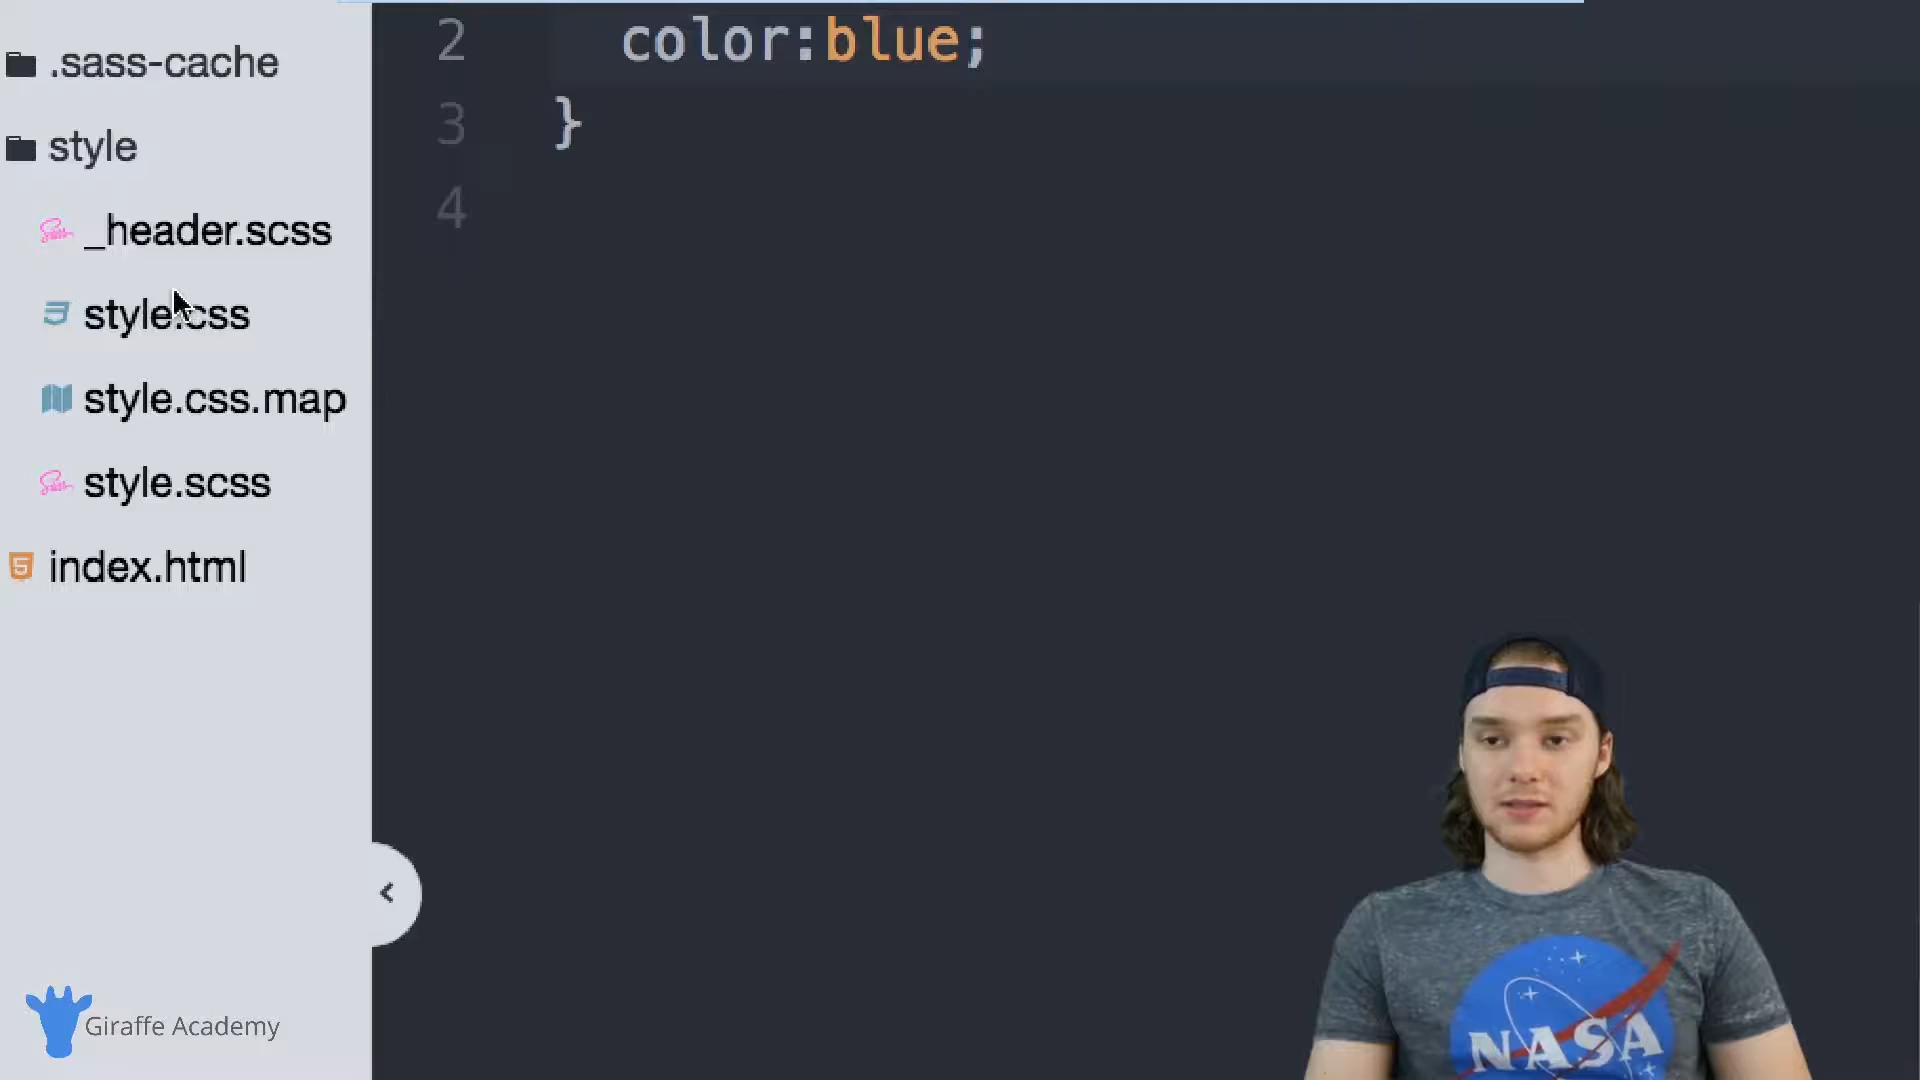 .sass-cache
style
_header.scss
style.css
style.css.map
style.scss
index.html
2 color:blue;
3 }
4
Giraffe Academy
NASA